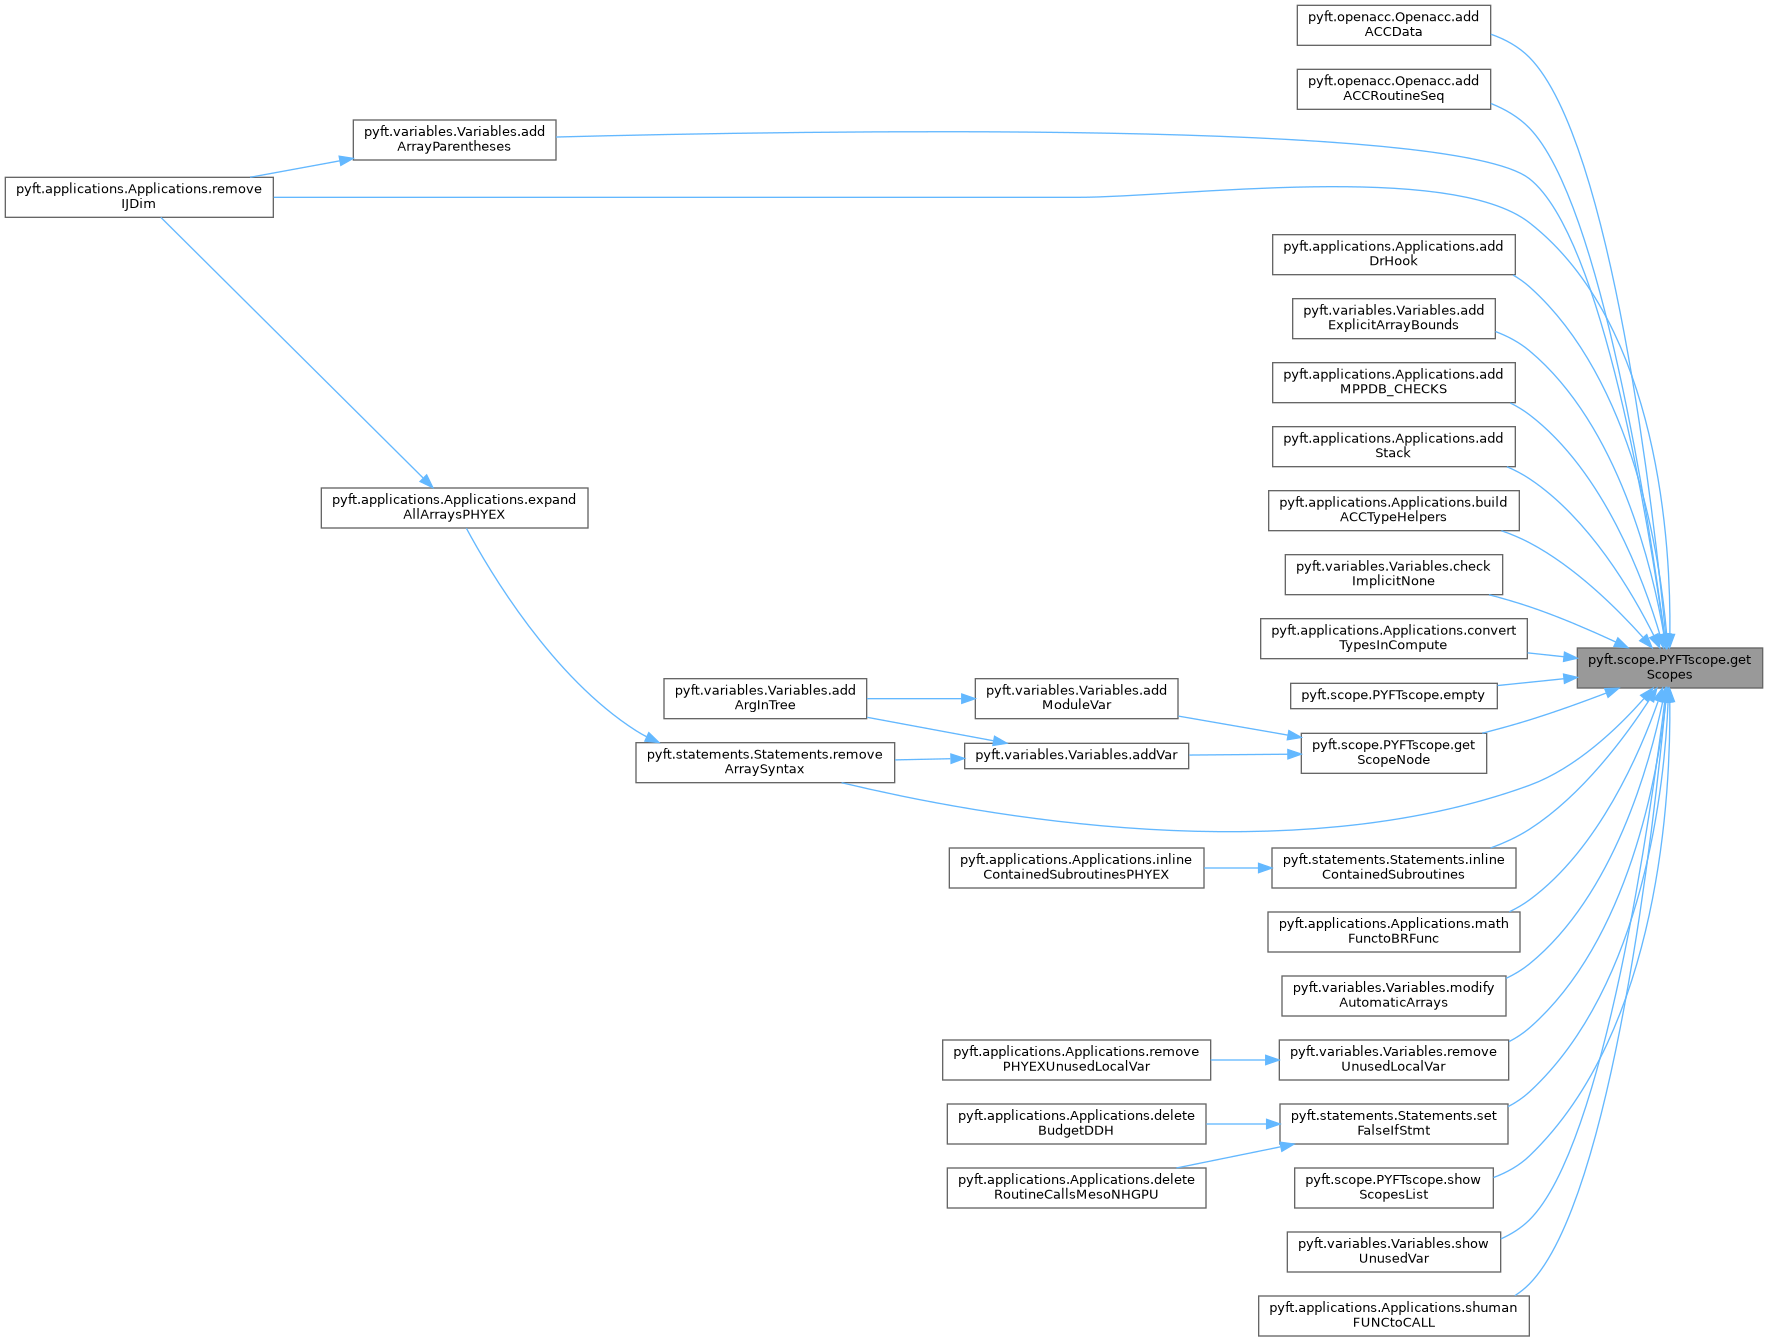 pyft.openacc.Openacc.add
ACCData
pyft.openacc.Openacc.add
ACCRoutineSeq
pyft.variables.Variables.add
ArrayParentheses
pyft.applications.Applications.remove
IJDim
pyft.applications.Applications.add
DrHook
pyft.variables.Variables.add
ExplicitArrayBounds
pyft.applications.Applications.add
MPPDB_CHECKS
pyft.applications.Applications.add
Stack
pyft.applications.Applications.expand
AllArraysPHYEX
pyft.applications.Applications.build
ACCTypeHelpers
pyft.variables.Variables.check
ImplicitNone
pyft.applications.Applications.convert
TypesInCompute
pyft.scope.PYFTscope.get
Scopes
pyft.scope.PYFTscope.empty
pyft.variables.Variables.add
ArgInTree
pyft.variables.Variables.add
ModuleVar
pyft.statements.Statements.remove
ArraySyntax
pyft.variables.Variables.addVar
pyft.scope.PYFTscope.get
ScopeNode
pyft.applications.Applications.inline
ContainedSubroutinesPHYEX
pyft.statements.Statements.inline
ContainedSubroutines
pyft.applications.Applications.math
FunctoBRFunc
pyft.variables.Variables.modify
AutomaticArrays
pyft.applications.Applications.remove
PHYEXUnusedLocalVar
pyft.variables.Variables.remove
UnusedLocalVar
pyft.applications.Applications.delete
BudgetDDH
pyft.statements.Statements.set
FalseIfStmt
pyft.applications.Applications.delete
RoutineCallsMesoNHGPU
pyft.scope.PYFTscope.show
ScopesList
pyft.variables.Variables.show
UnusedVar
pyft.applications.Applications.shuman
FUNCtoCALL